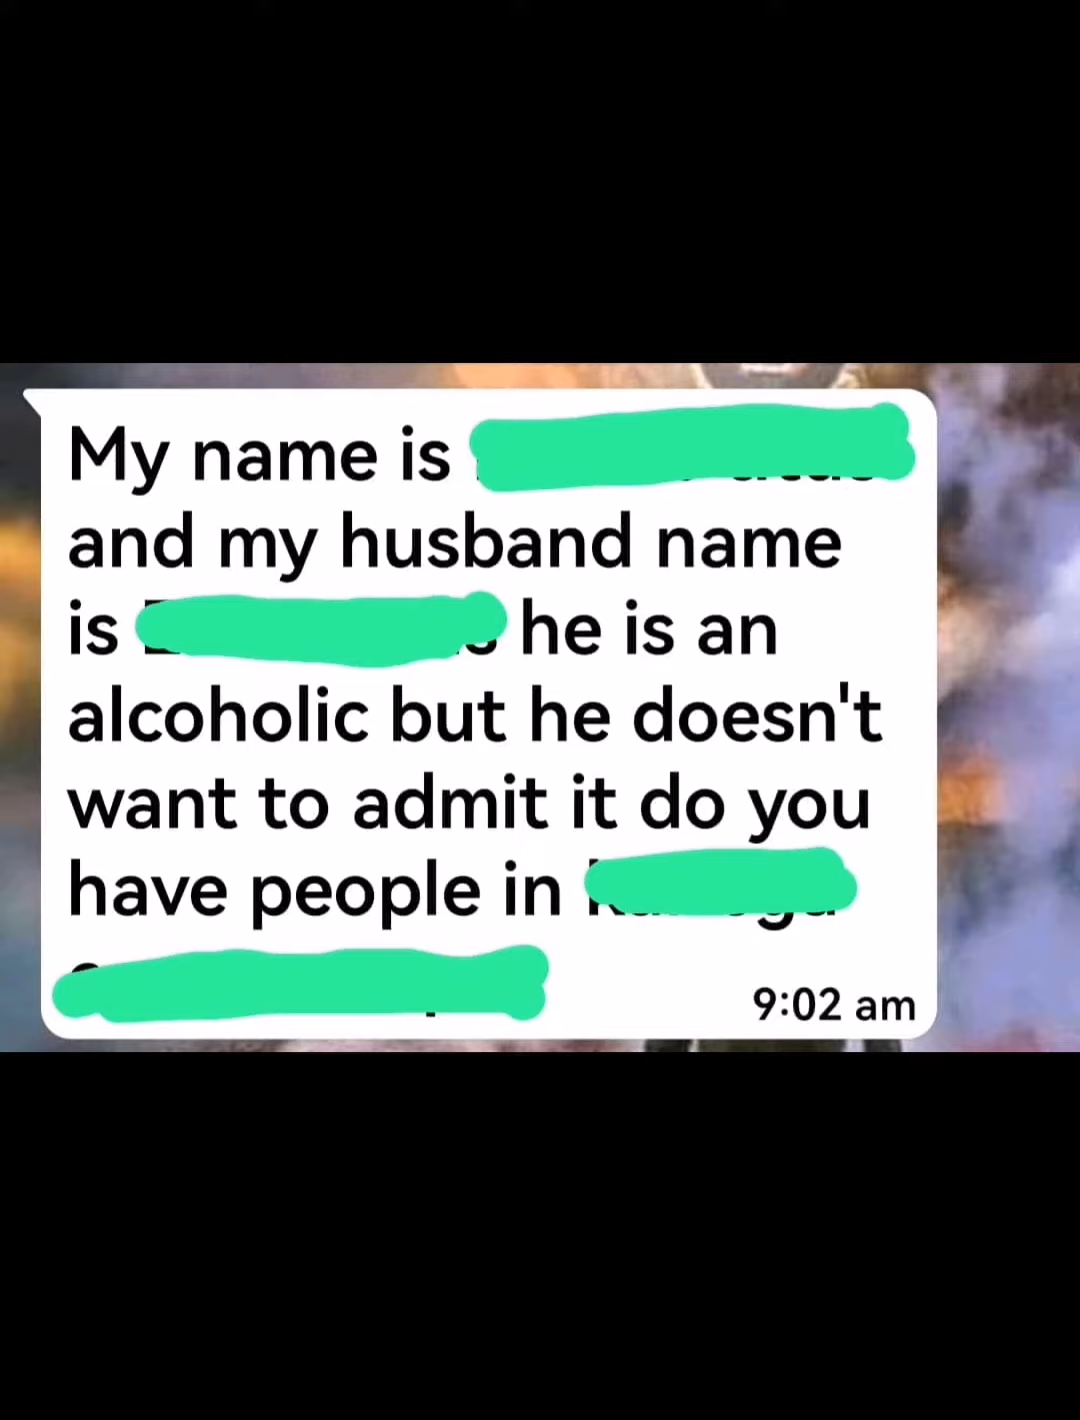 My name is
and my husband name
is he is an
alcoholic but he doesn't
want to admit it do you
have people in
9:02 am